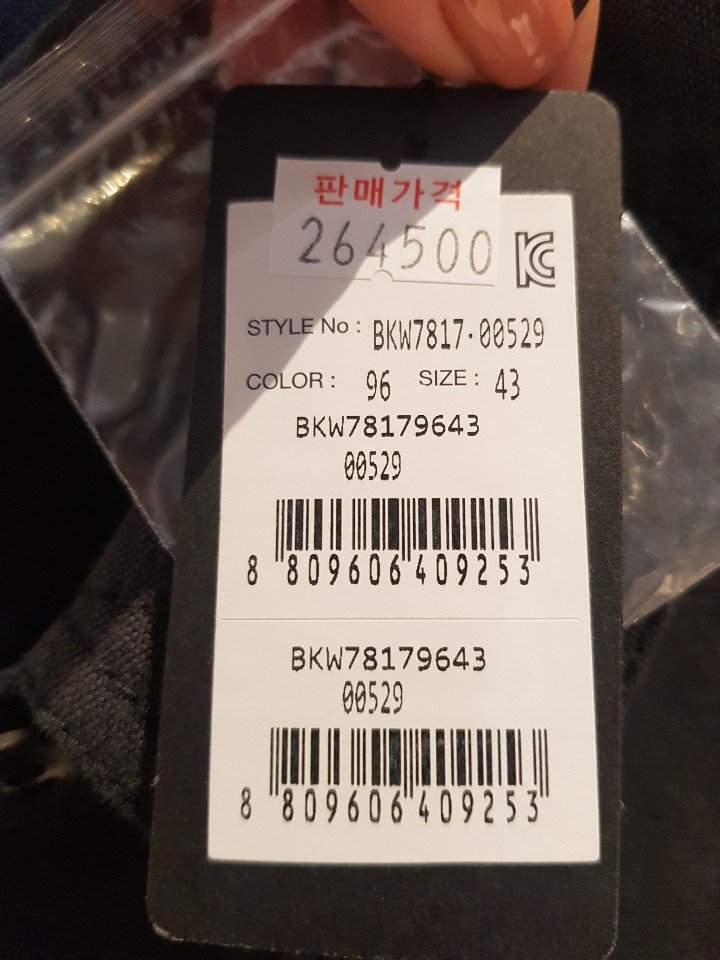 판매가격
264500
KC
STYLE No : BKW7817-00529
COLOR : 96 SIZE : 43
BKW78179643
00529
8 809606 409253
BKW78179643
00529
8 809606 409253